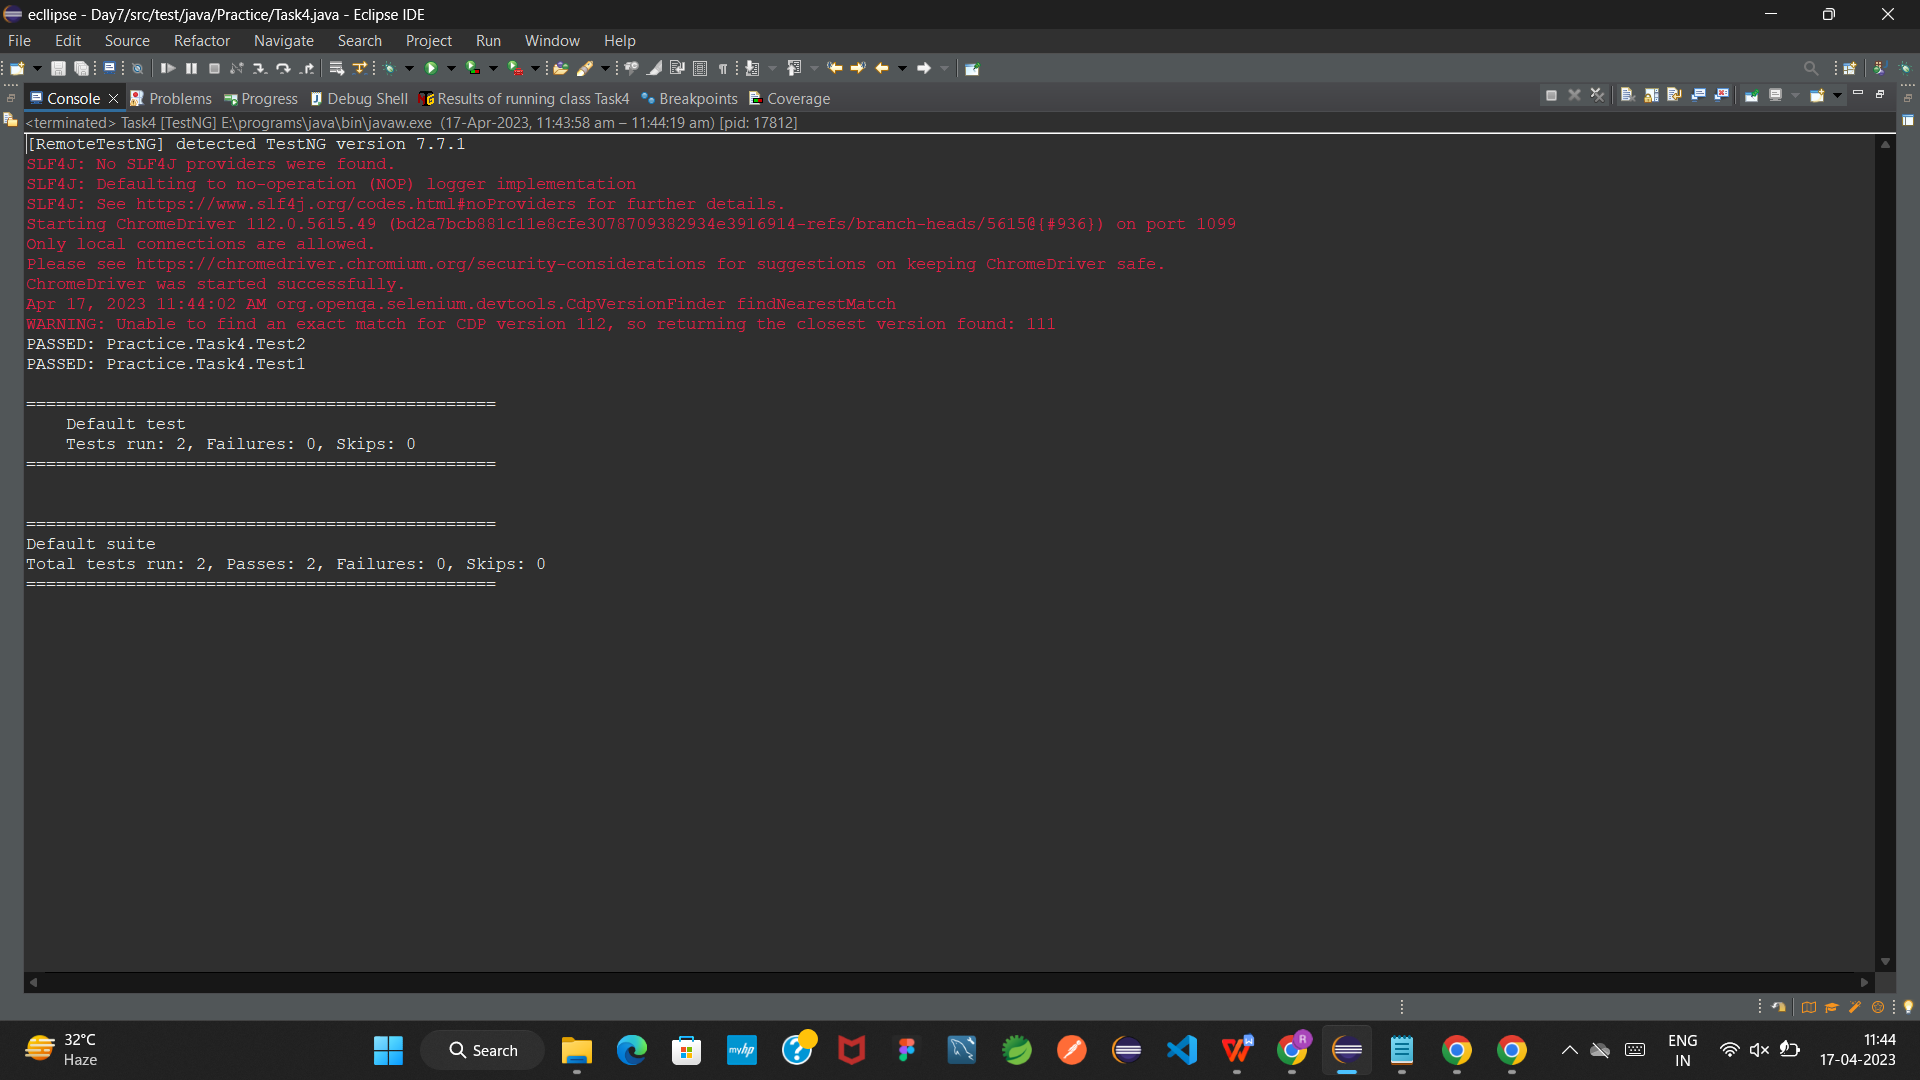 ecllipse - Day7/src/test/java/Practice/Task4.java - Eclipse IDE
File Edit Source Refactor Navigate Search Project Run Window Help
Console Problems Progress Debug Shell Results of running class Task4 Breakpoints Coverage
<terminated> Task4 [TestNG] E:\programs\java\bin\javaw.exe (17-Apr-2023, 11:43:58 am – 11:44:19 am) [pid: 17812]
[RemoteTestNG] detected TestNG version 7.7.1
SLF4J: No SLF4J providers were found.
SLF4J: Defaulting to no-operation (NOP) logger implementation
SLF4J: See https://www.slf4j.org/codes.html#noProviders for further details.
Starting ChromeDriver 112.0.5615.49 (bd2a7bcb881c11e8cfe3078709382934e3916914-refs/branch-heads/5615@{#936}) on port 1099
Only local connections are allowed.
Please see https://chromedriver.chromium.org/security-considerations for suggestions on keeping ChromeDriver safe.
ChromeDriver was started successfully.
Apr 17, 2023 11:44:02 AM org.openqa.selenium.devtools.CdpVersionFinder findNearestMatch
WARNING: Unable to find an exact match for CDP version 112, so returning the closest version found: 111
PASSED: Practice.Task4.Test2
PASSED: Practice.Task4.Test1
===============================================
Default test
Tests run: 2, Failures: 0, Skips: 0
===============================================
===============================================
Default suite
Total tests run: 2, Passes: 2, Failures: 0, Skips: 0
===============================================
32°C
Haze
Search
myhp
R
ENG
IN
11:44
17-04-2023